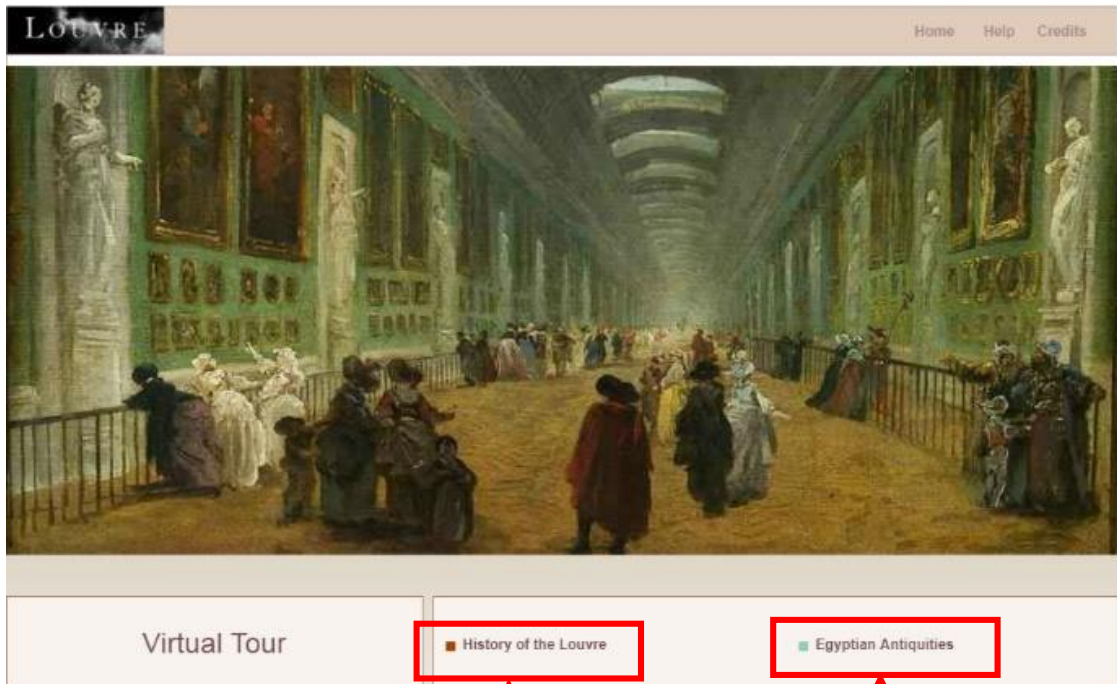 LOUVRE
Home Help Credits
Virtual Tour
History of the Louvre
Egyptian Antiquities